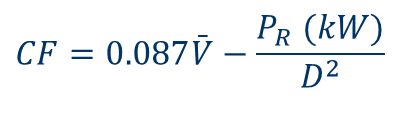 CF = 0.087V̄ − P_R (kW) / D²